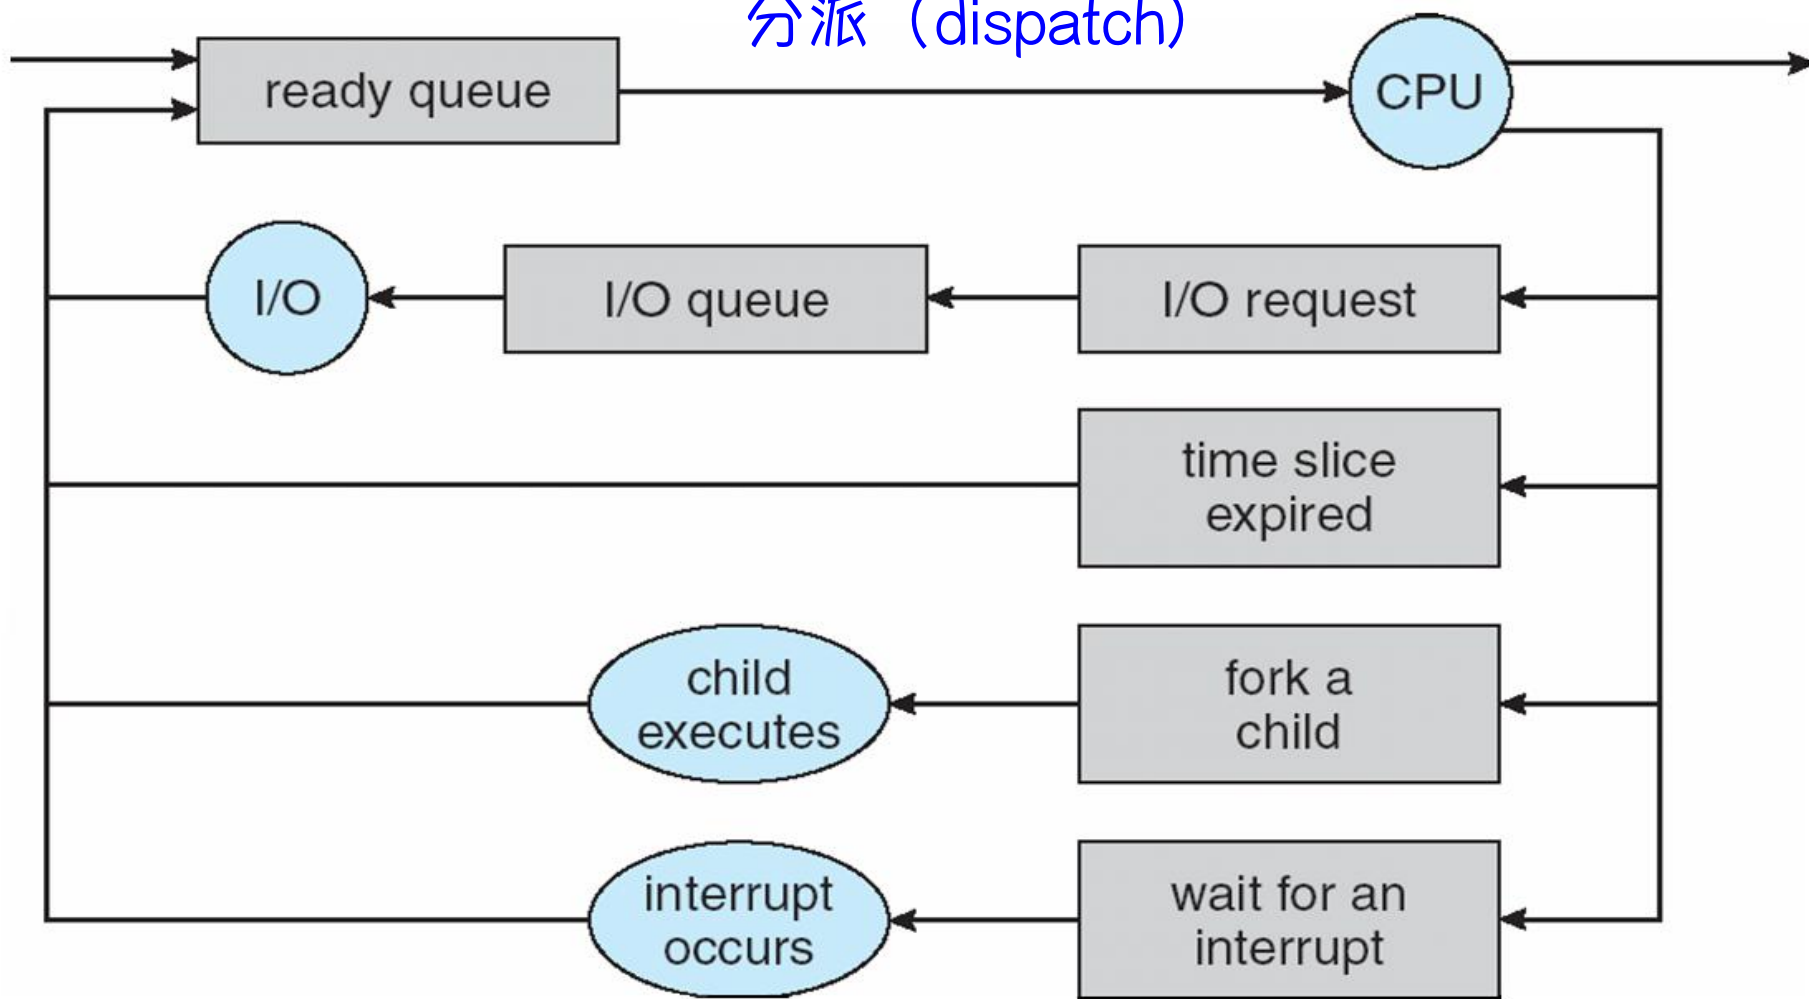 分派（dispatch）
ready queue
CPU
I/O
I/O queue
I/O request
time slice
expired
child
executes
fork a
child
interrupt
occurs
wait for an
interrupt